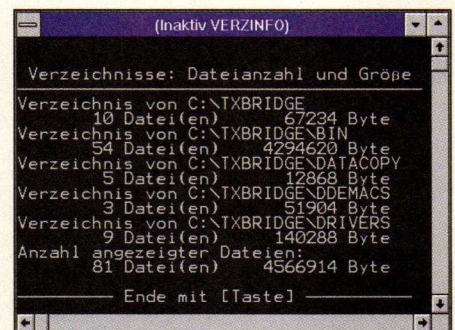 (Inaktiv VERZINFO)
Verzeichnisse: Dateianzahl und Größe
Verzeichnis von C:\TXBRIDGE
10 Datei(en) 67234 Byte
Verzeichnis von C:\TXBRIDGE\BIN
54 Datei(en) 4294620 Byte
Verzeichnis von C:\TXBRIDGE\DATACOPY
5 Datei(en) 12868 Byte
Verzeichnis von C:\TXBRIDGE\DDEMACS
3 Datei(en) 51904 Byte
Verzeichnis von C:\TXBRIDGE\DRIVERS
9 Datei(en) 140288 Byte
Anzahl angezeigter Dateien:
81 Datei(en) 4566914 Byte
Ende mit [Taste]